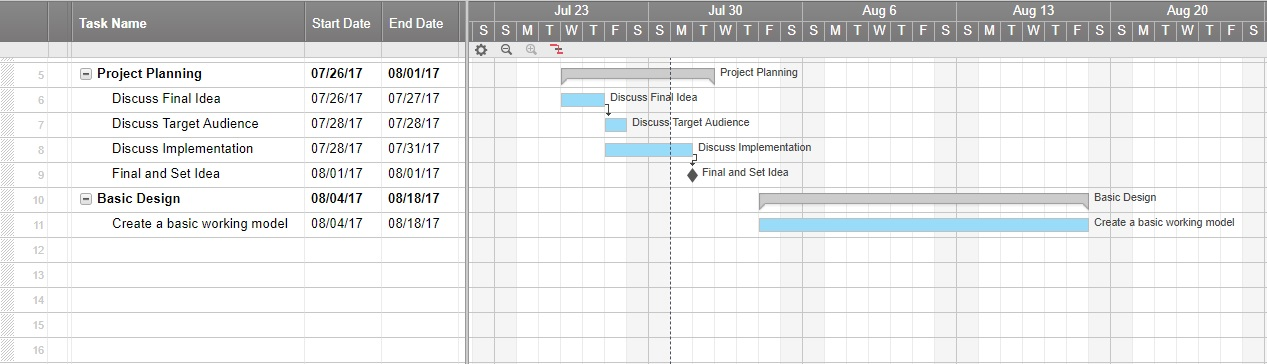 Task Name Start Date End Date Jul 23 Jul 30 Aug 6 Aug 13 Aug 20
S S M T W T F S S M T W T F S S M T W T F S S M T W T F S S M T W T F S
5 Project Planning 07/26/17 08/01/17 Project Planning
6 Discuss Final Idea 07/26/17 07/27/17 Discuss Final Idea
7 Discuss Target Audience 07/28/17 07/28/17 Discuss Target Audience
8 Discuss Implementation 07/28/17 07/31/17 Discuss Implementation
9 Final and Set Idea 08/01/17 08/01/17 Final and Set Idea
10 Basic Design 08/04/17 08/18/17 Basic Design
11 Create a basic working model 08/04/17 08/18/17 Create a basic working model
12
13
14
15
16